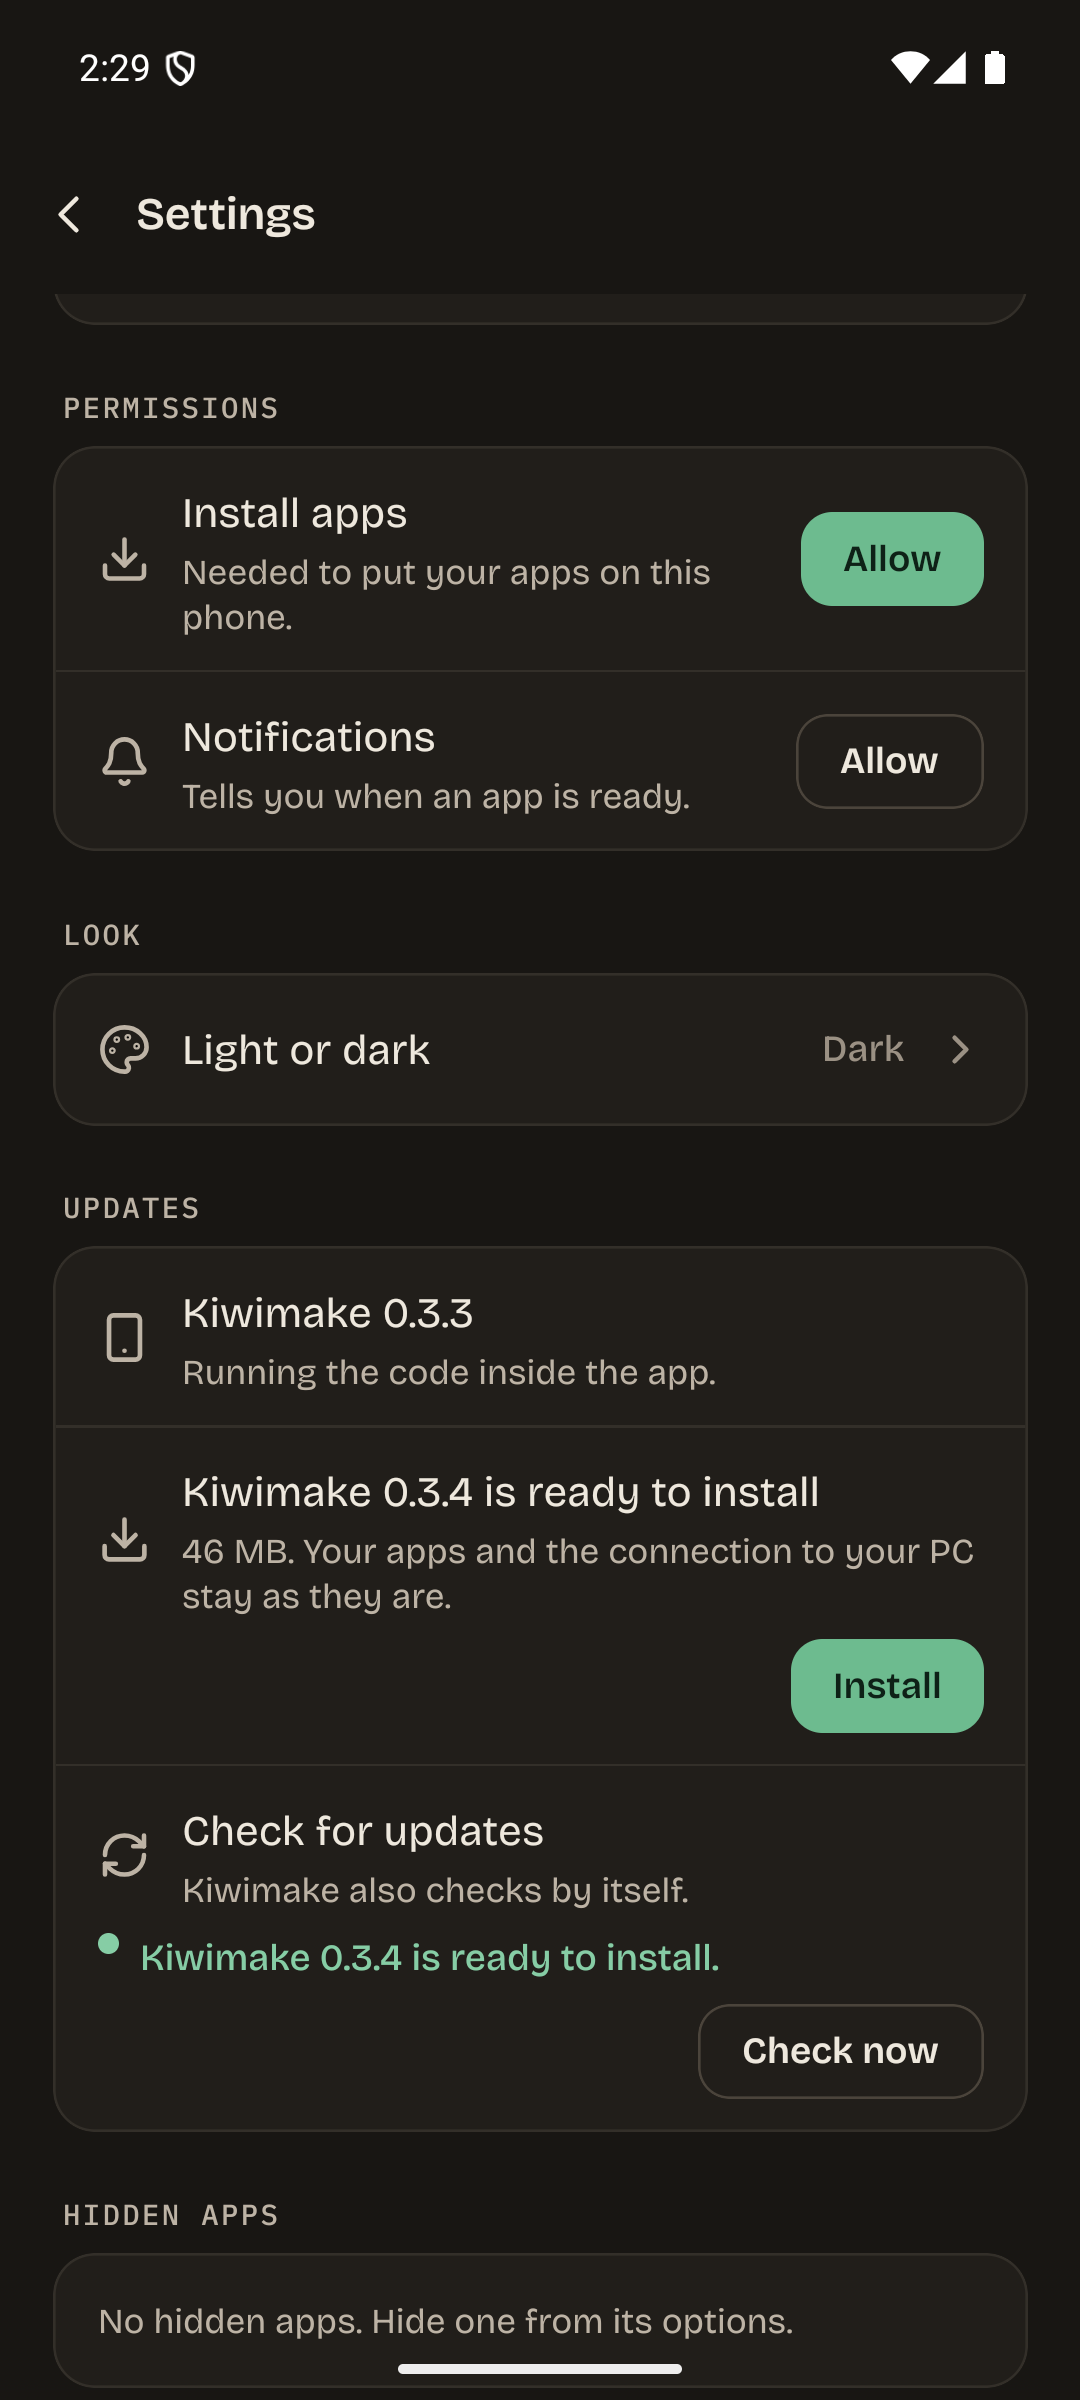 2:29
Settings
PERMISSIONS
Install apps
Needed to put your apps on this
phone.
Allow
Notifications
Tells you when an app is ready.
Allow
LOOK
Light or dark
Dark
UPDATES
Kiwimake 0.3.3
Running the code inside the app.
Kiwimake 0.3.4 is ready to install
46 MB. Your apps and the connection to your PC
stay as they are.
Install
Check for updates
Kiwimake also checks by itself.
Kiwimake 0.3.4 is ready to install.
Check now
HIDDEN APPS
No hidden apps. Hide one from its options.